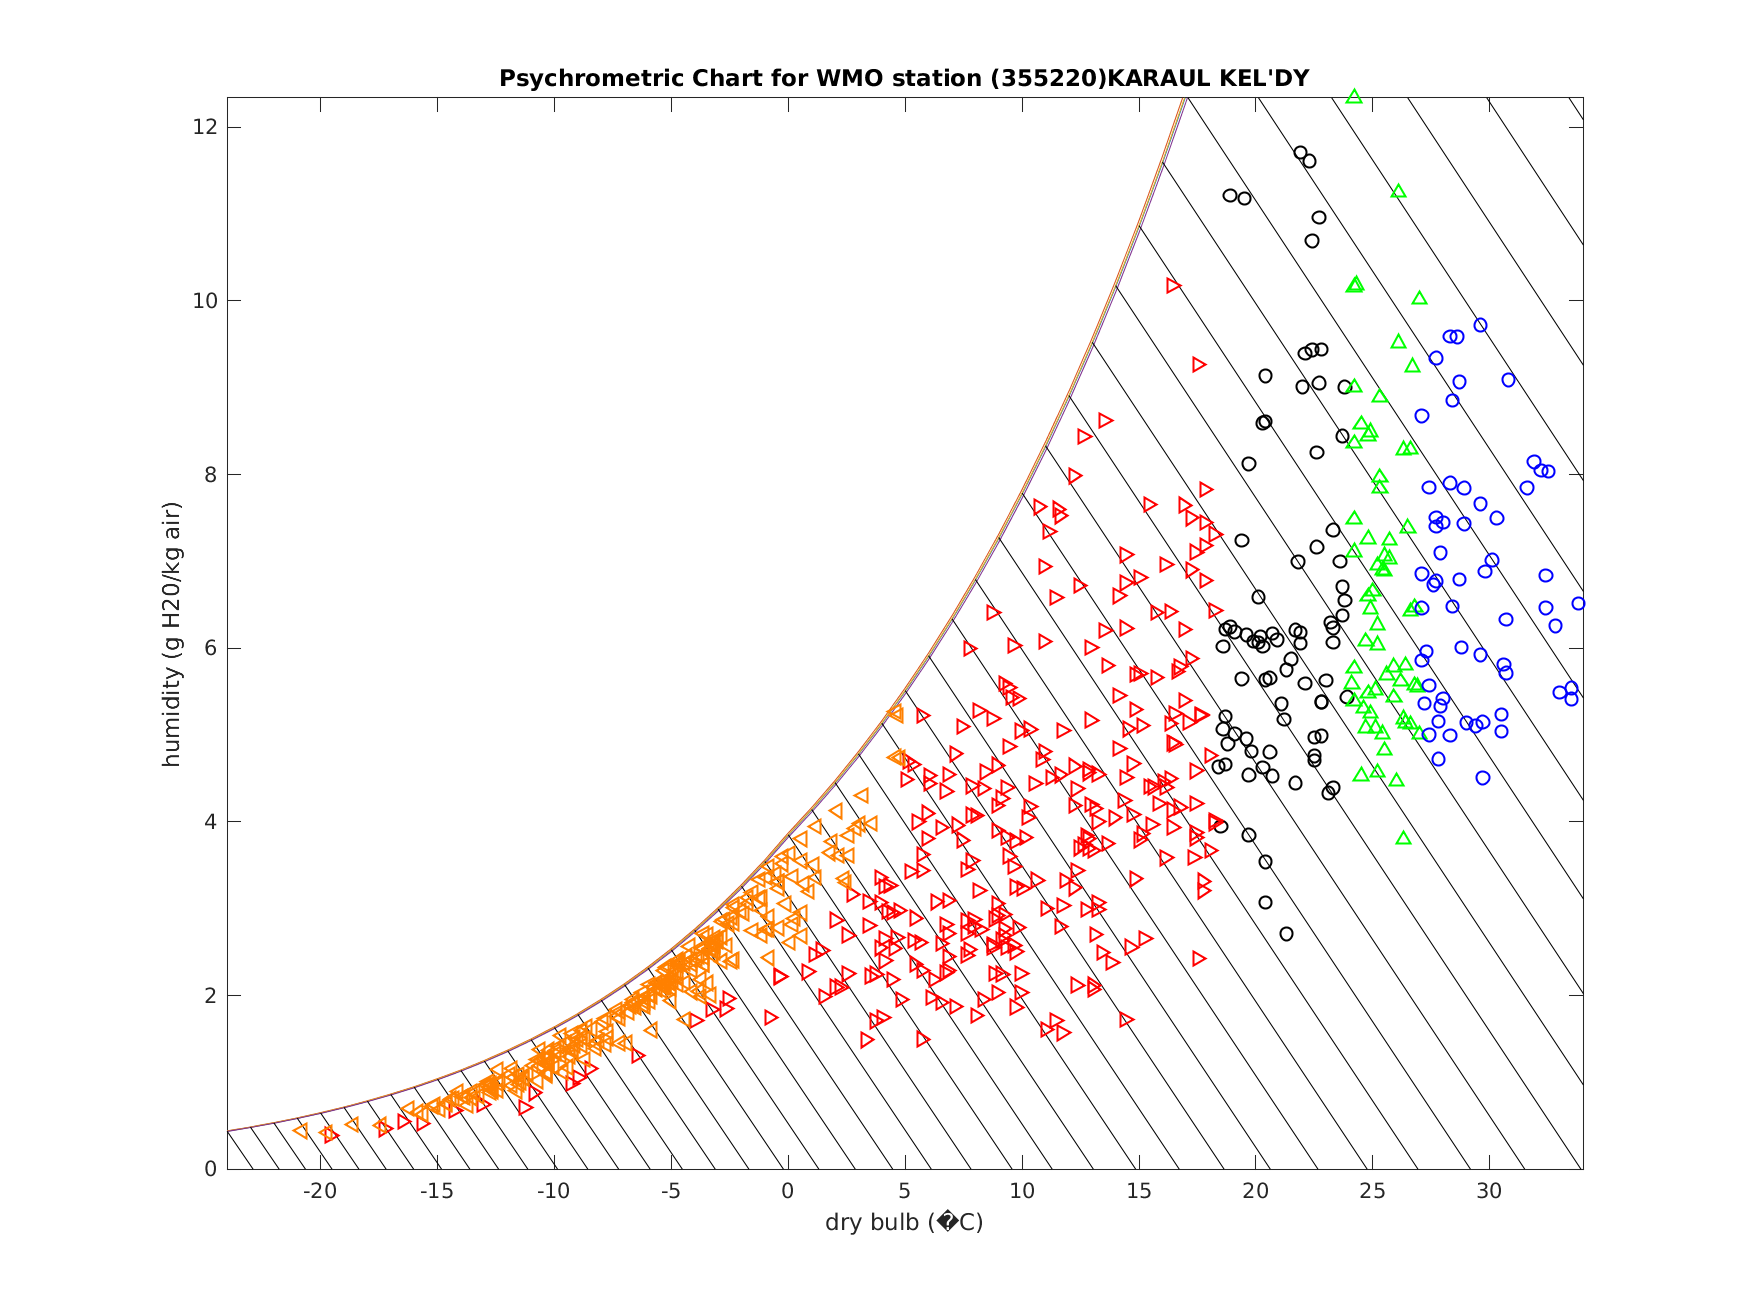 Psychrometric Chart for WMO station (355220)KARAUL KEL'DY
humidity (g H20/kg air)
12
10
8
6
4
2
0
-20 -15 -10 -5 0 5 10 15 20 25 30
dry bulb (�C)